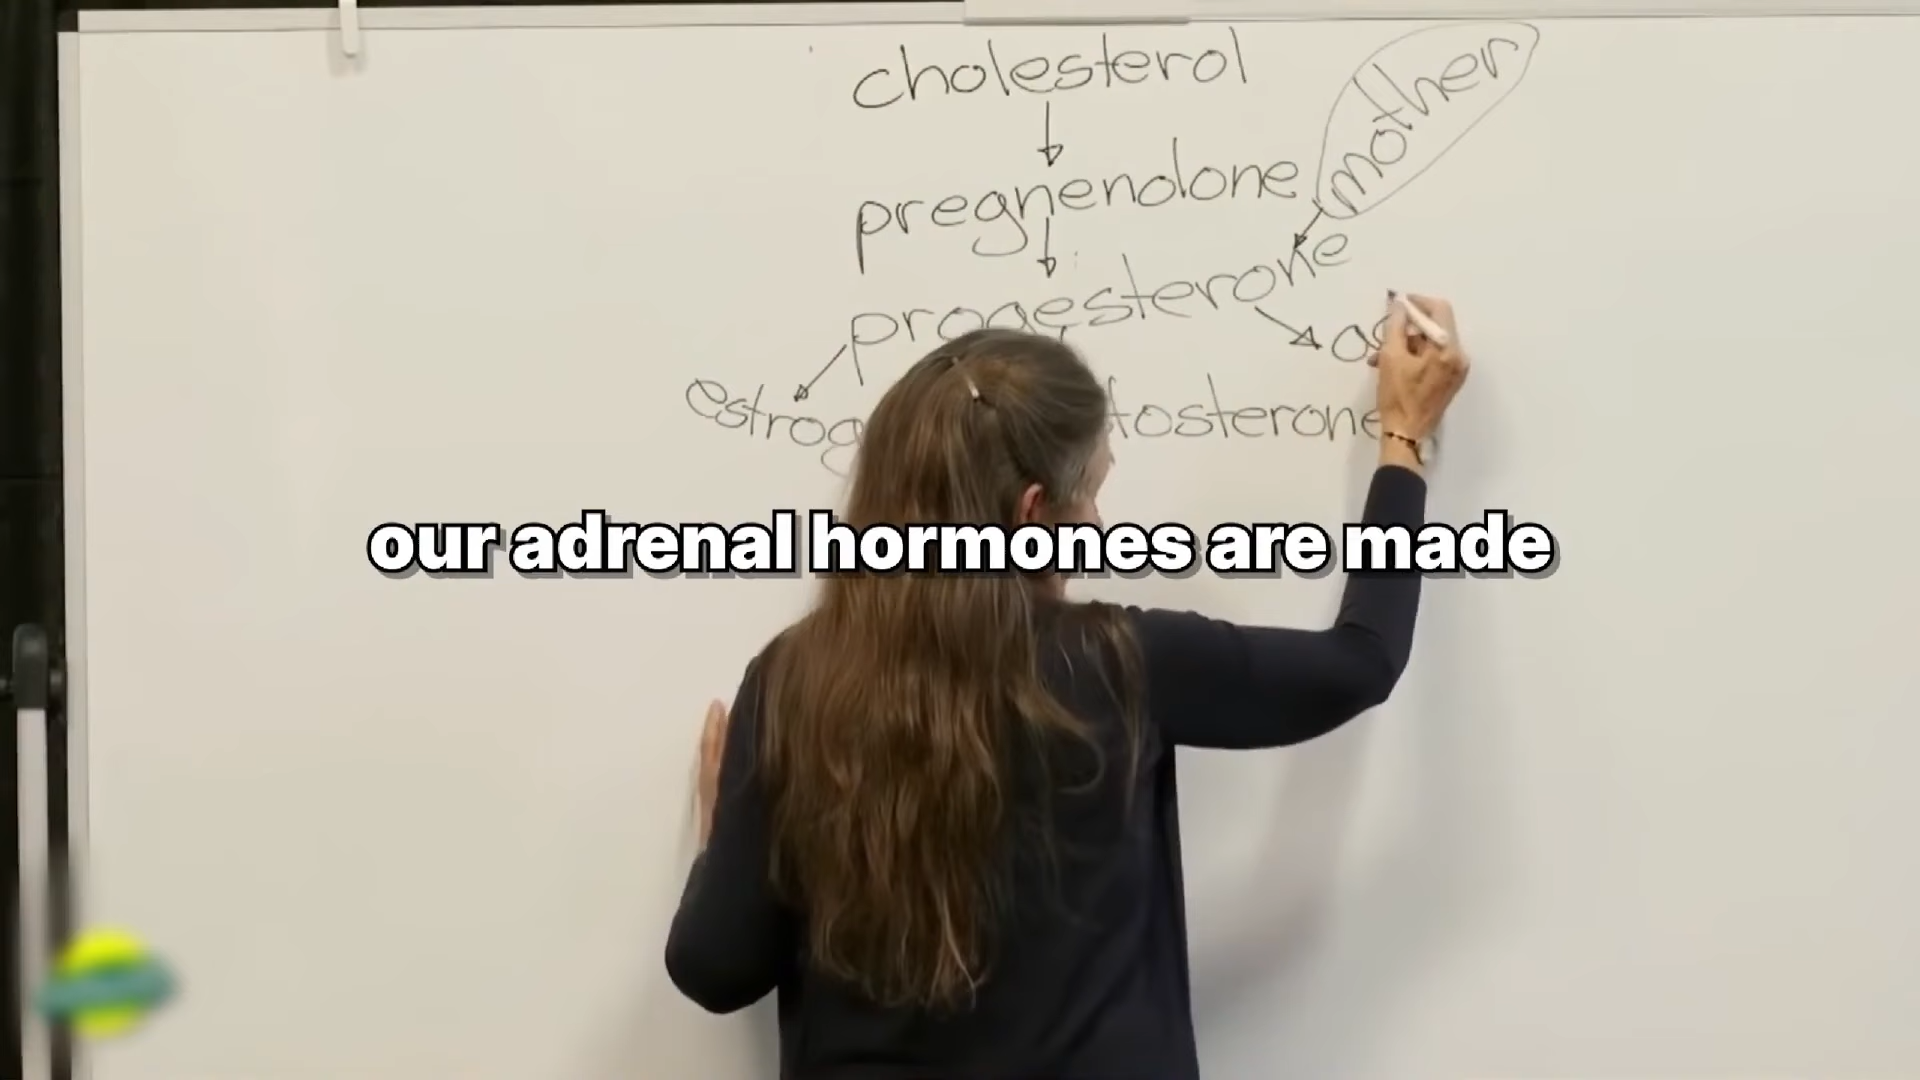 cholesterol
mother
pregnenolone
progesterone
our adrenal hormones are made